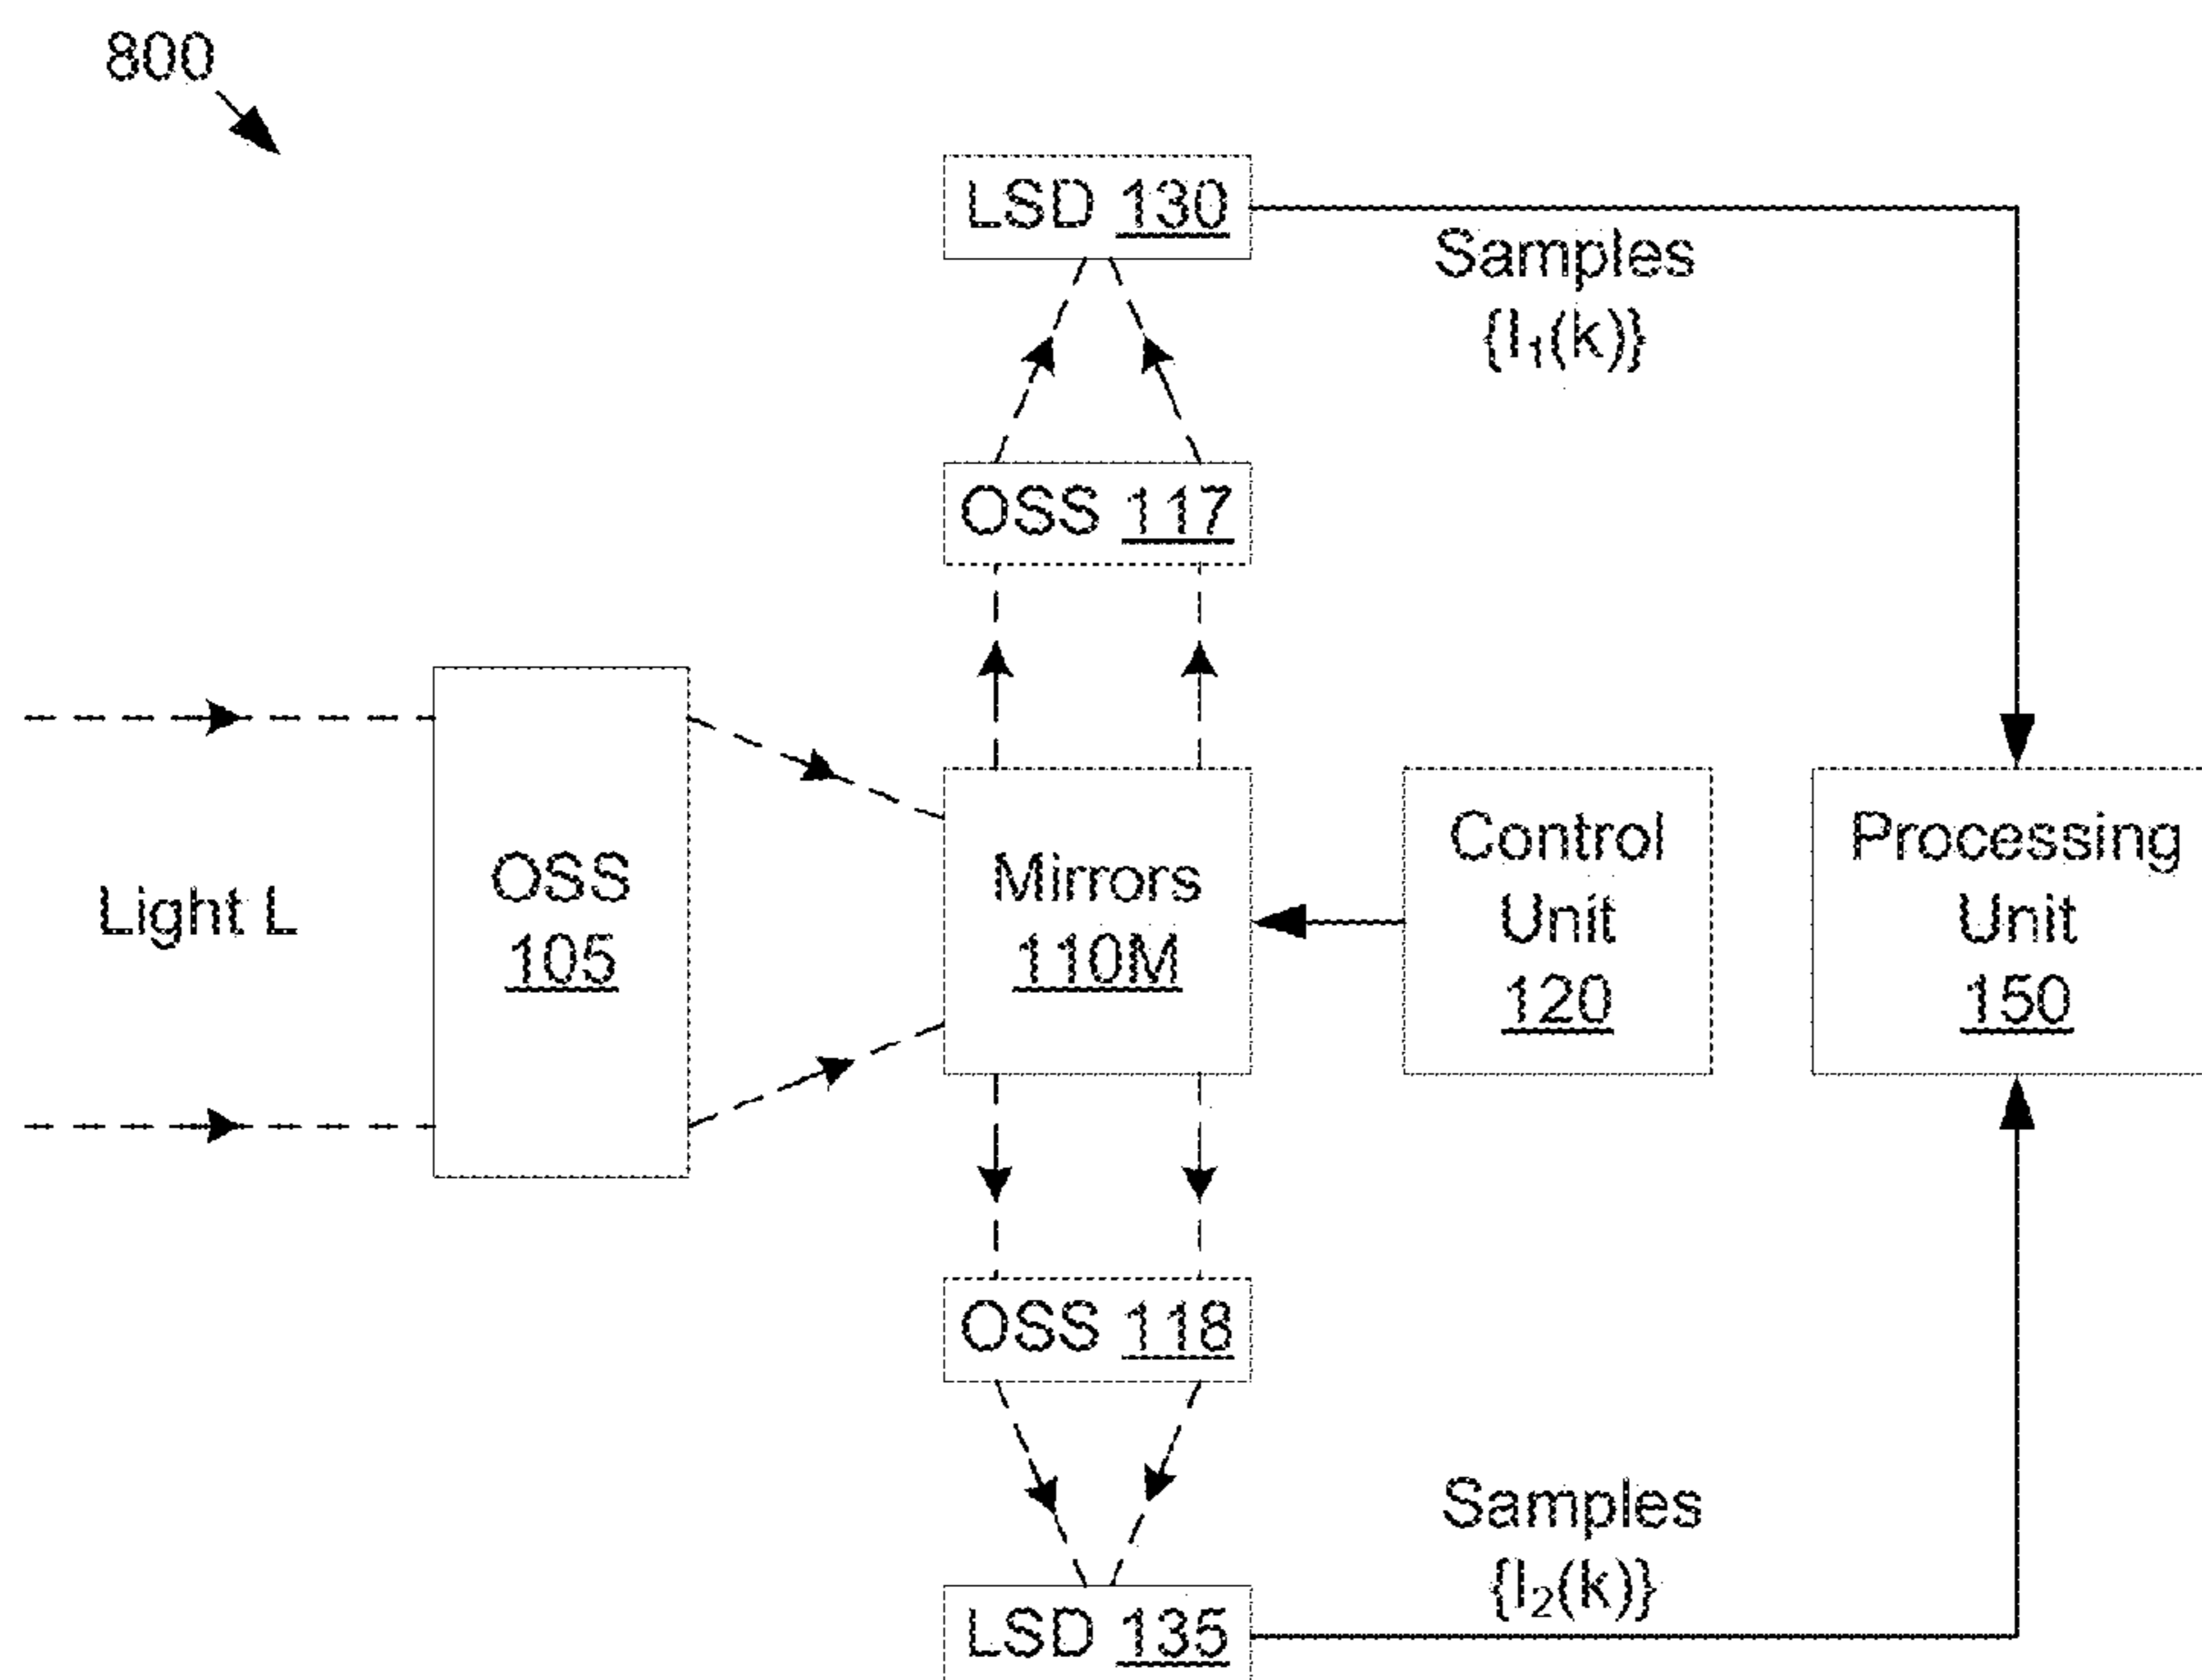 800
LSD 130
Samples
{I₁(k)}
OSS 117
Light L
OSS
105
Mirrors
110M
Control
Unit
120
Processing
Unit
150
OSS 118
Samples
{I₂(k)}
LSD 135